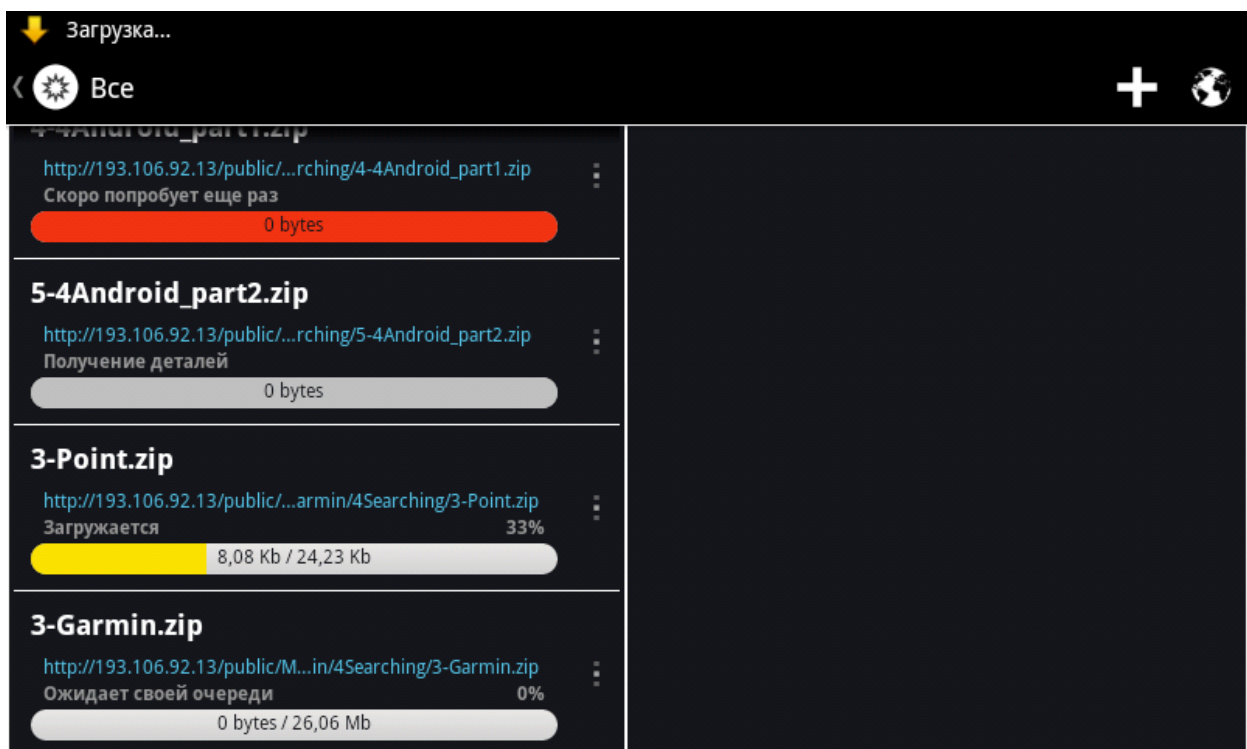 Загрузка...
Все
4-4Android_part1.zip
http://193.106.92.13/public/...rching/4-4Android_part1.zip
Скоро попробует еще раз
0 bytes
5-4Android_part2.zip
http://193.106.92.13/public/...rching/5-4Android_part2.zip
Получение деталей
0 bytes
3-Point.zip
http://193.106.92.13/public/...armin/4Searching/3-Point.zip
Загружается 33%
8,08 Kb / 24,23 Kb
3-Garmin.zip
http://193.106.92.13/public/M...in/4Searching/3-Garmin.zip
Ожидает своей очереди 0%
0 bytes / 26,06 Mb